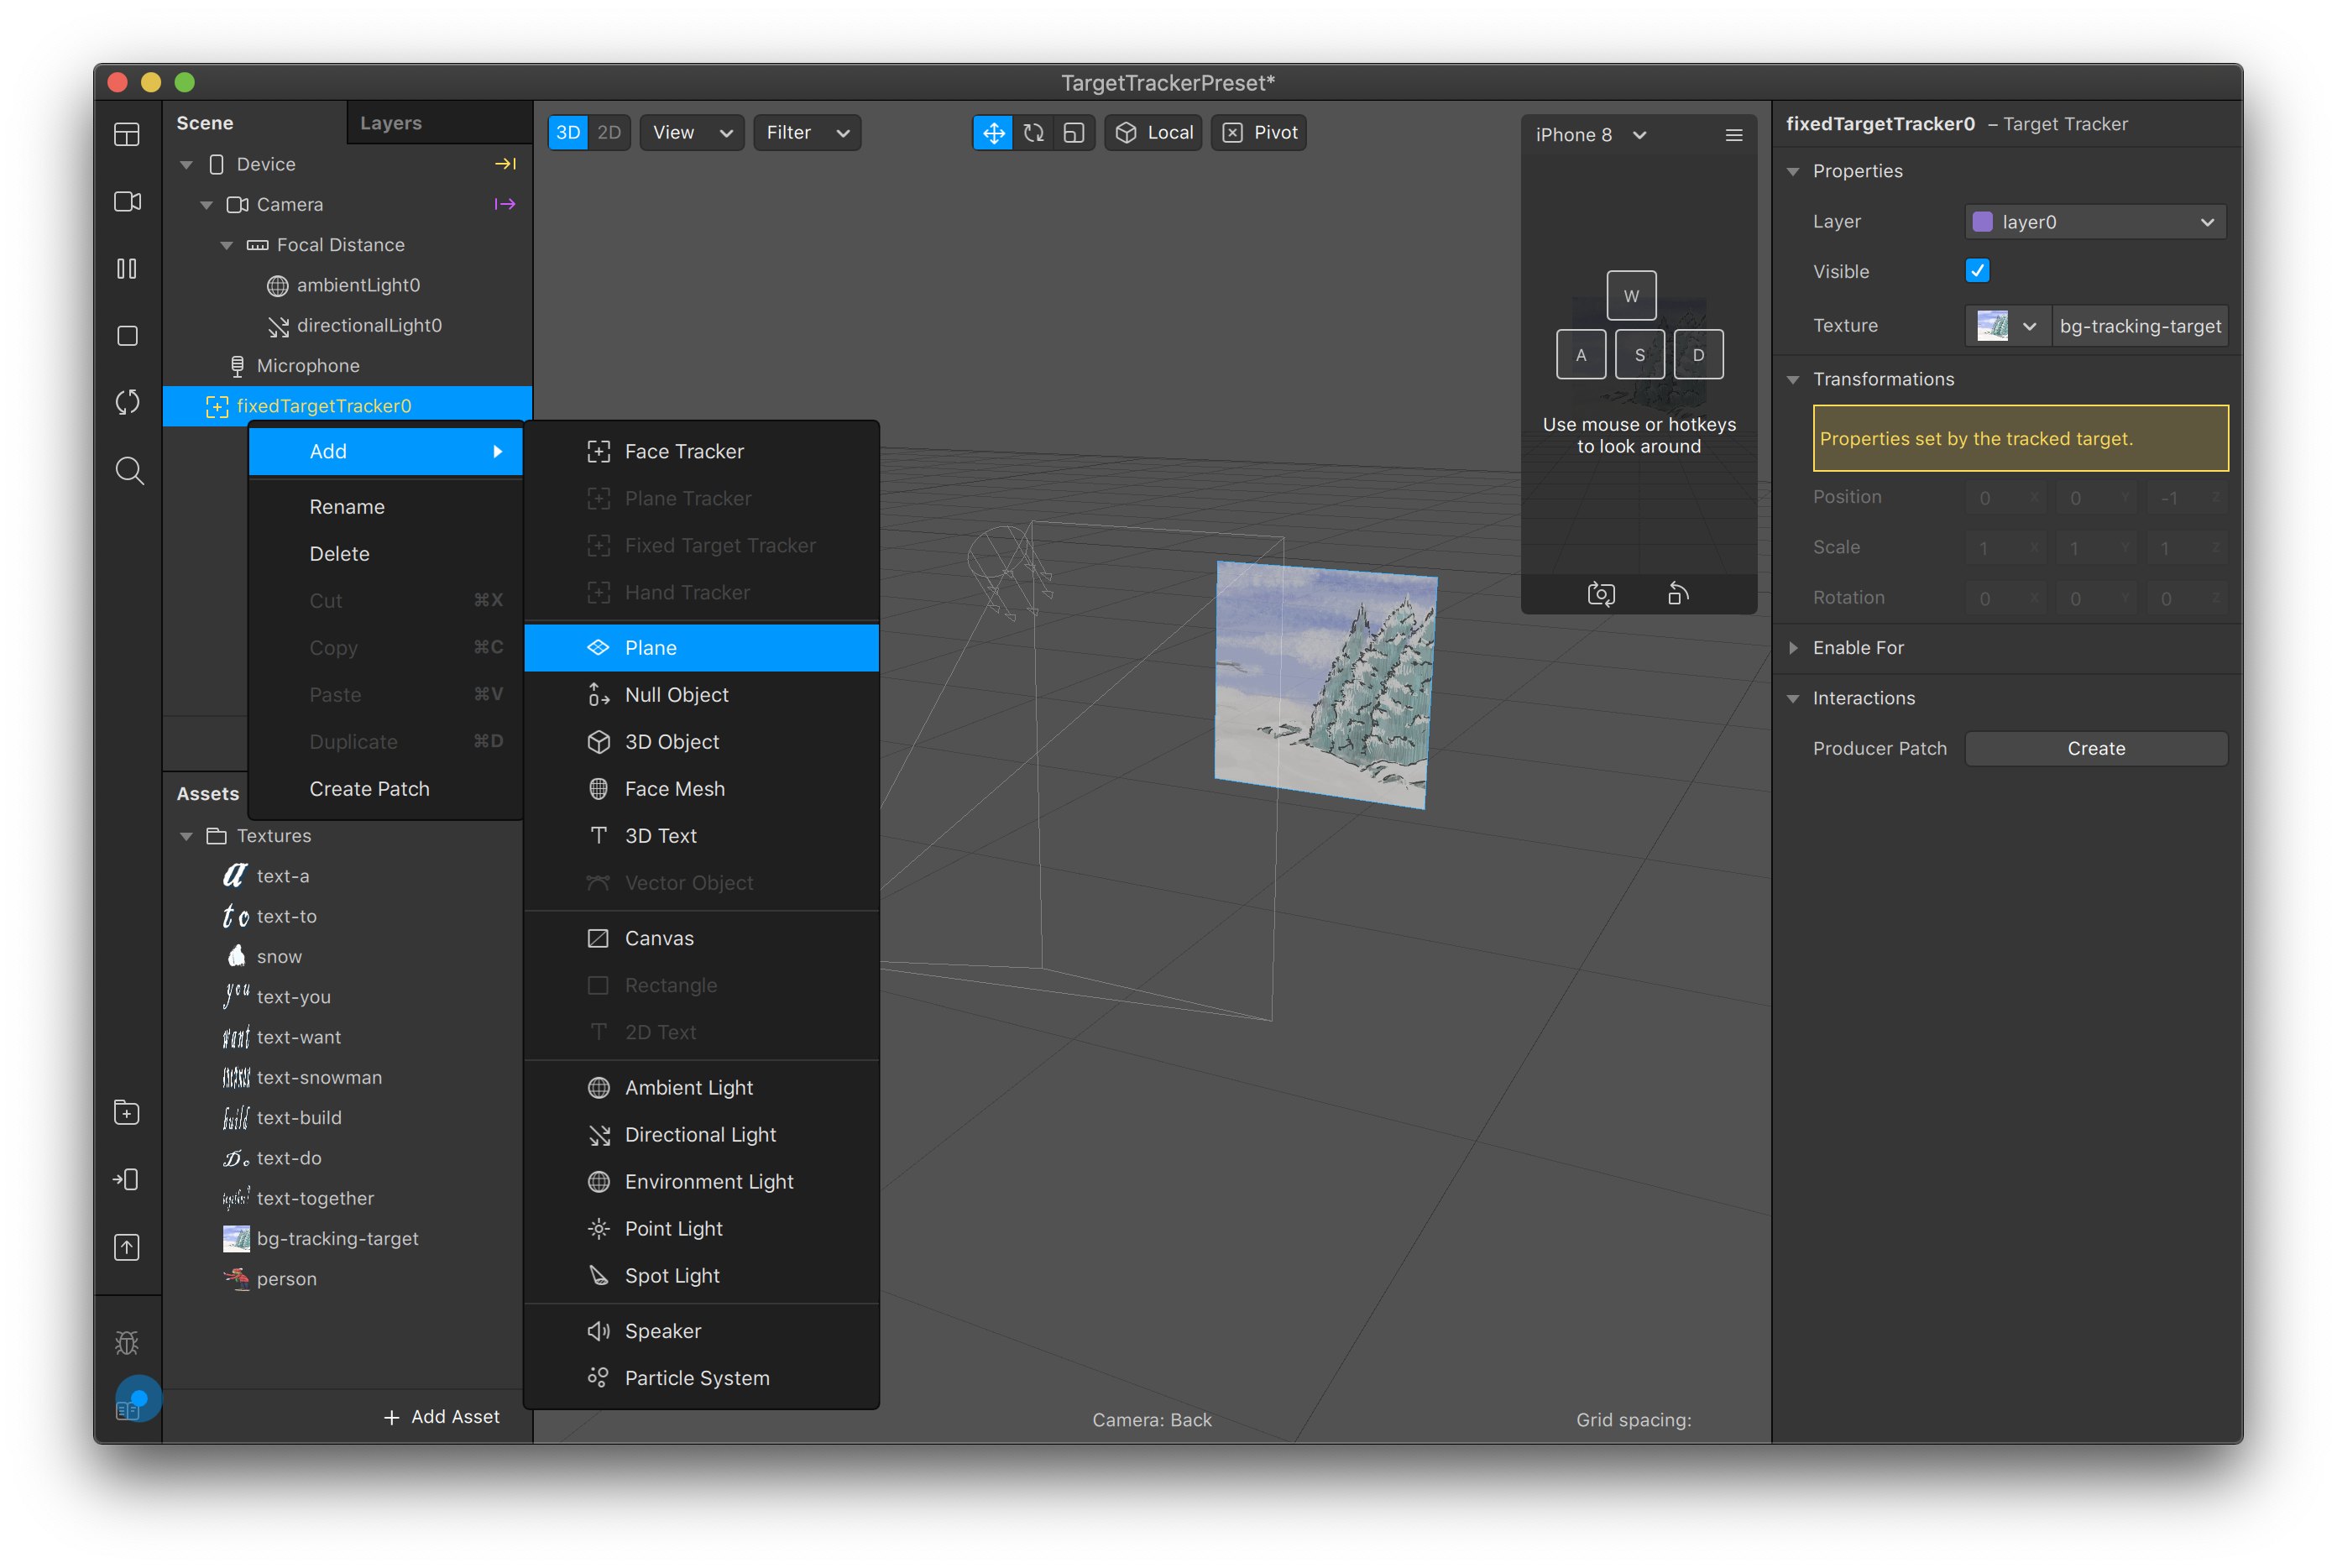 TargetTrackerPreset*
Scene
Layers
Device
Camera
Focal Distance
ambientLight0
directionalLight0
Microphone
fixedTargetTracker0
Add
Rename
Delete
Cut ⌘X
Copy ⌘C
Paste ⌘V
Duplicate ⌘D
Create Patch
Face Tracker
Plane Tracker
Fixed Target Tracker
Hand Tracker
Plane
Null Object
3D Object
Face Mesh
3D Text
Vector Object
Canvas
Rectangle
2D Text
Ambient Light
Directional Light
Environment Light
Point Light
Spot Light
Speaker
Particle System
Assets
Textures
a text-a
to text-to
snow
you text-you
want text-want
text-snowman
build text-build
Do text-do
text-together
bg-tracking-target
person
+ Add Asset
3D 2D View Filter
Local Pivot
iPhone 8
W
A S D
Use mouse or hotkeys
to look around
Camera: Back
Grid spacing:
fixedTargetTracker0 – Target Tracker
Properties
Layer layer0
Visible
Texture bg-tracking-target
Transformations
Properties set by the tracked target.
Position 0 X 0 Y -1 Z
Scale 1 X 1 Y 1 Z
Rotation 0 X 0 Y 0 Z
Enable For
Interactions
Producer Patch Create